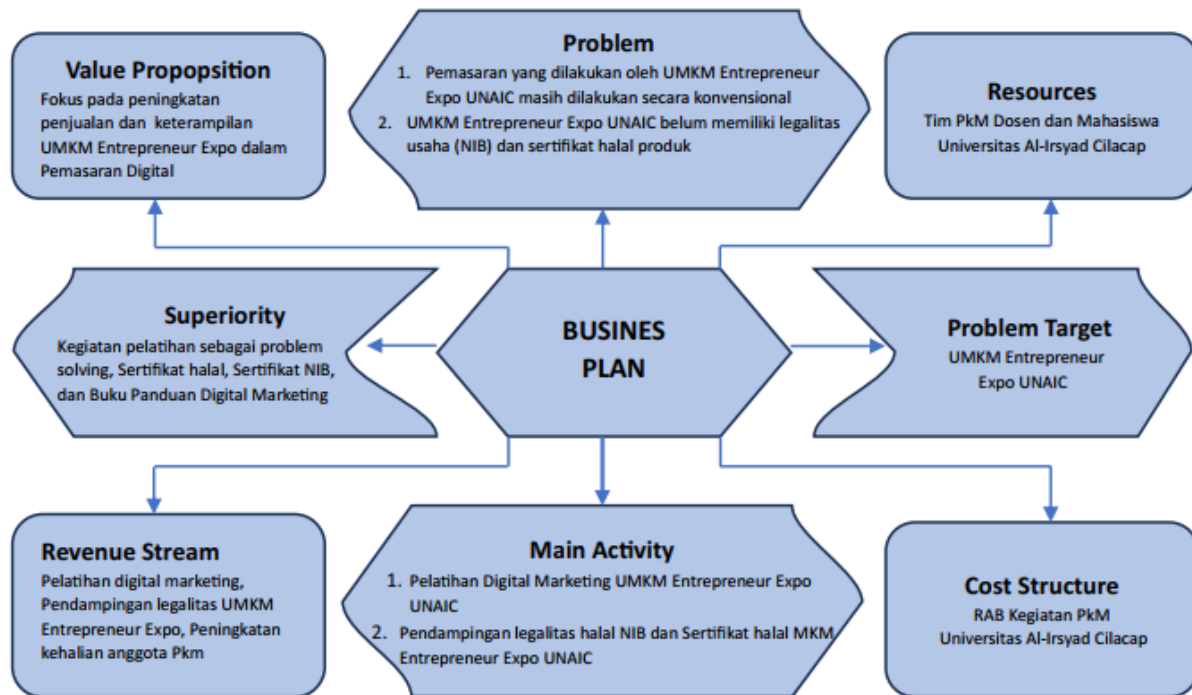 Value Propopsition
Fokus pada peningkatan
penjualan dan keterampilan
UMKM Entrepreneur Expo dalam
Pemasaran Digital
Problem
1. Pemasaran yang dilakukan oleh UMKM Entrepreneur
Expo UNAIC masih dilakukan secara konvensional
2. UMKM Entrepreneur Expo UNAIC belum memiliki legalitas
usaha (NIB) dan sertifikat halal produk
Resources
Tim PkM Dosen dan Mahasiswa
Universitas Al-Irsyad Cilacap
Superiority
Kegiatan pelatihan sebagai problem
solving, Sertifikat halal, Sertifikat NIB,
dan Buku Panduan Digital Marketing
BUSINES
PLAN
Problem Target
UMKM Entrepreneur
Expo UNAIC
Revenue Stream
Pelatihan digital marketing,
Pendampingan legalitas UMKM
Entrepreneur Expo, Peningkatan
kehalian anggota Pkm
Main Activity
1. Pelatihan Digital Marketing UMKM Entrepreneur Expo
UNAIC
2. Pendampingan legalitas halal NIB dan Sertifikat halal MKM
Entrepreneur Expo UNAIC
Cost Structure
RAB Kegiatan PkM
Universitas Al-Irsyad Cilacap